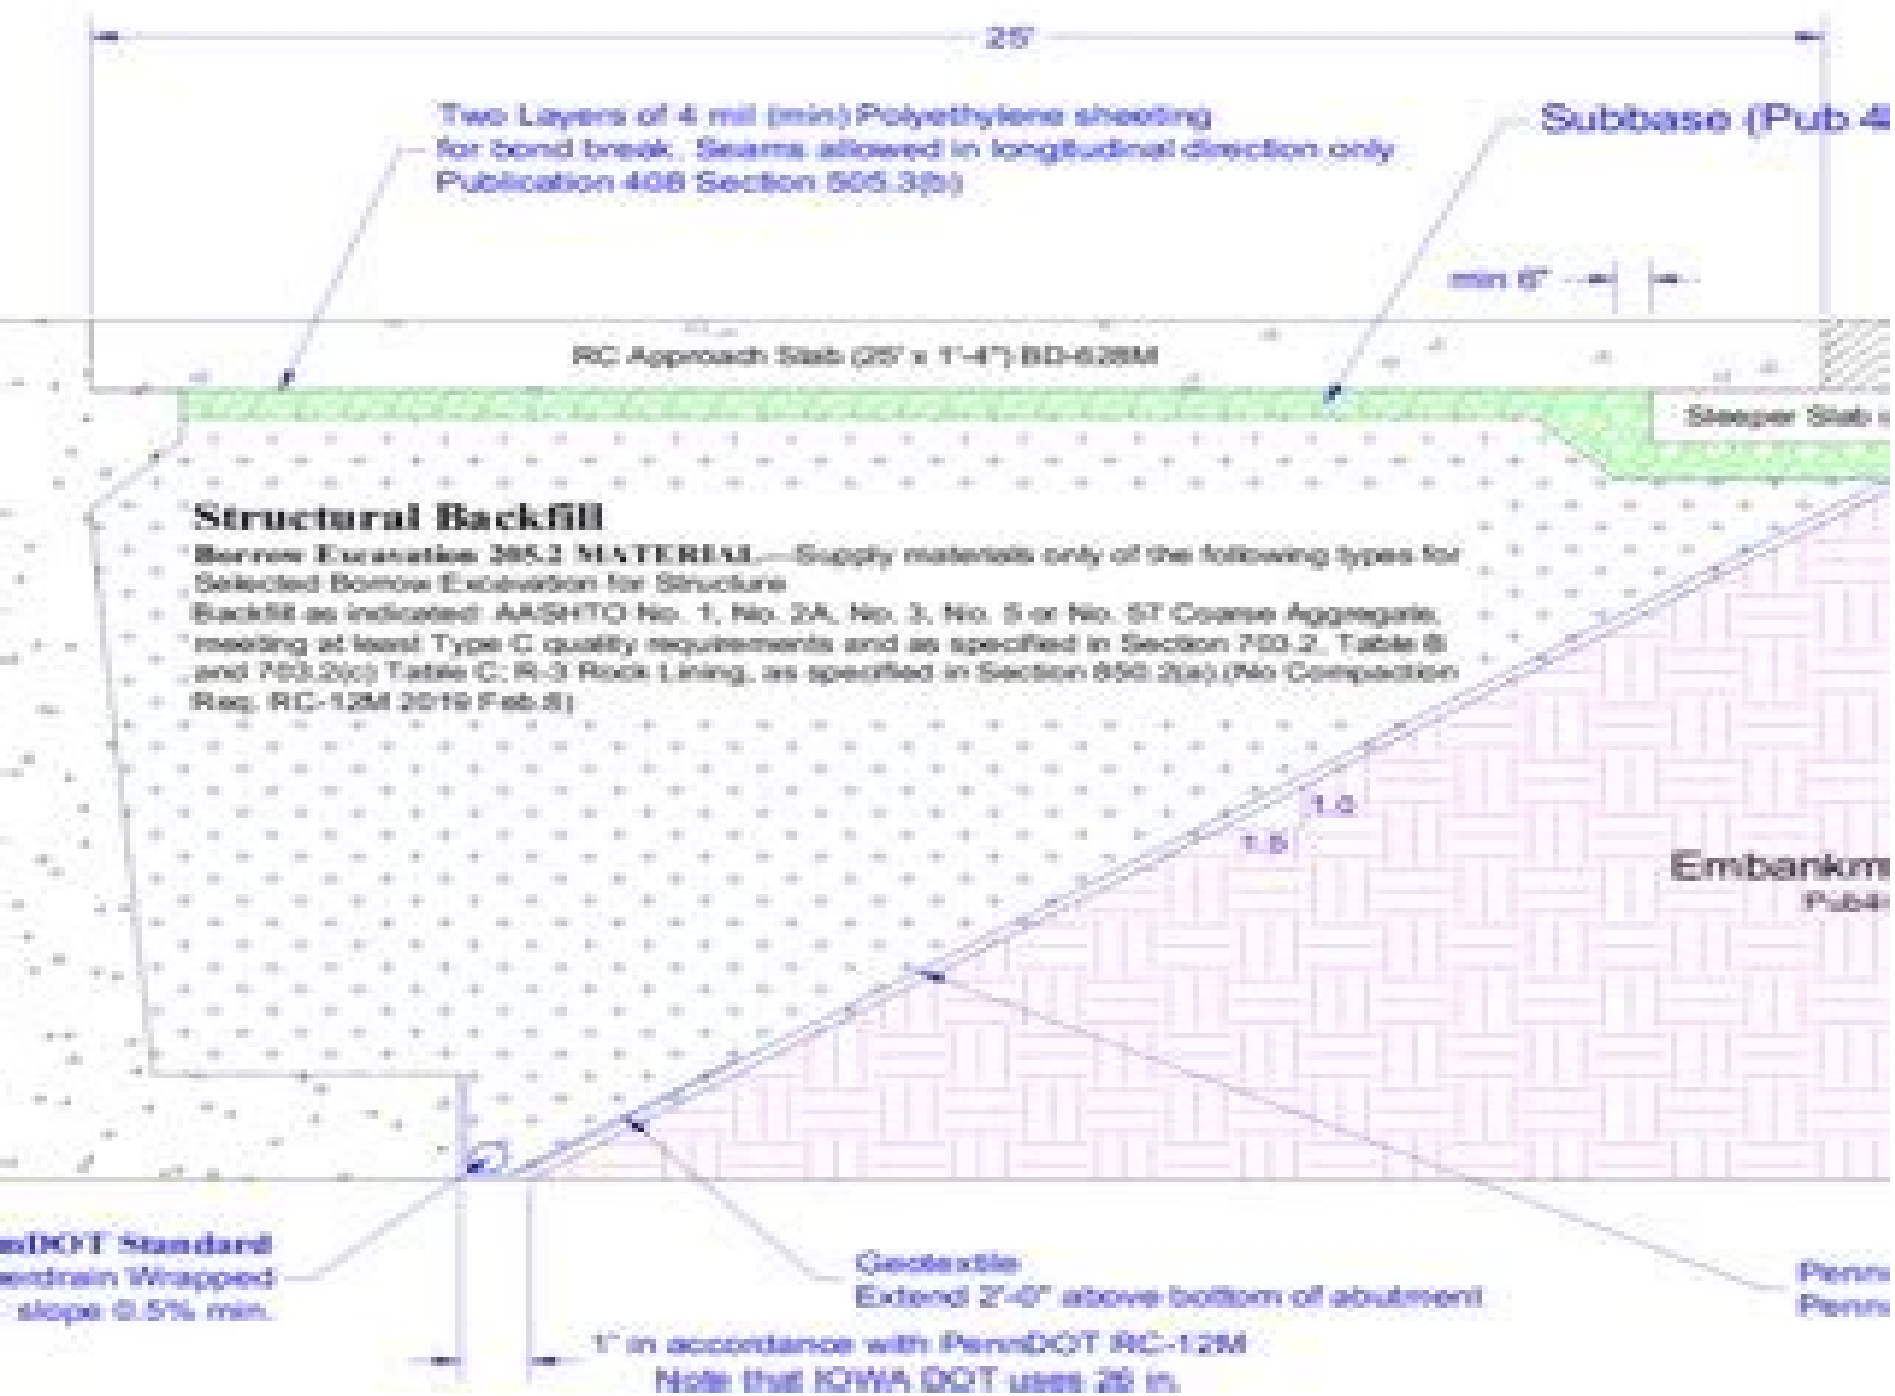 25'
Two Layers of 4 mil (min) Polyethylene sheeting
for bond break. Seams allowed in longitudinal direction only
Publication 408 Section 505.3(b)
Subbase (Pub 4
min 6"
RC Approach Slab (25' x 1'-4") BD-628M
Sleeper Slab
Structural Backfill
Borrow Excavation 205.2 MATERIAL—Supply materials only of the following types for
Selected Borrow Excavation for Structure
Backfill as indicated: AASHTO No. 1, No. 2A, No. 3, No. 5 or No. 57 Coarse Aggregate,
meeting at least Type C quality requirements and as specified in Section 703.2, Table B
and 703.2(c) Table C; R-3 Rock Lining, as specified in Section 850.2(a).(No Compaction
Req. RC-12M 2019 Feb.8)
1.0
1.5
Embankm
Pub4
nDOT Standard
erdrain Wrapped
slope 0.5% min.
Geotextile
Extend 2'-0" above bottom of abutment
Penn
Penn
1' in accordance with PennDOT RC-12M
Note that IOWA DOT uses 26 in.